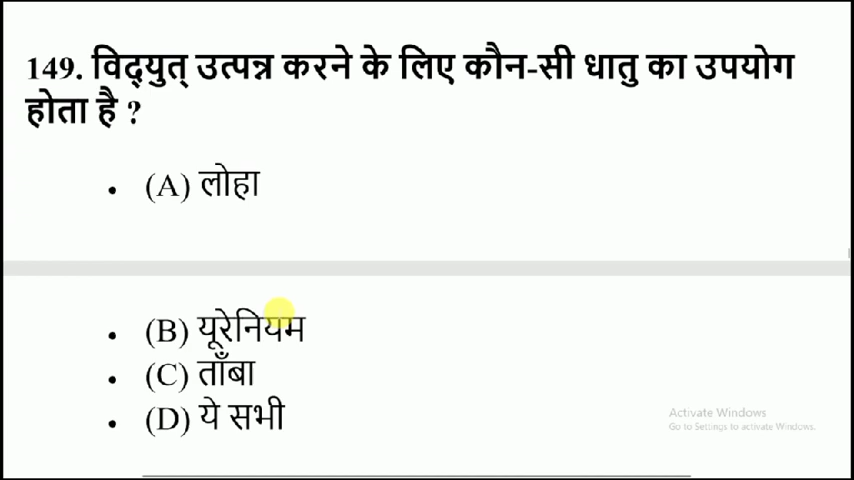 149. विद्युत् उत्पन्न करने के लिए कौन-सी धातु का उपयोग
होता है ?
• (A) लोहा
• (B) यूरेनियम
• (C) ताँबा
• (D) ये सभी
Activate Windows
Go to Settings to activate Windows.